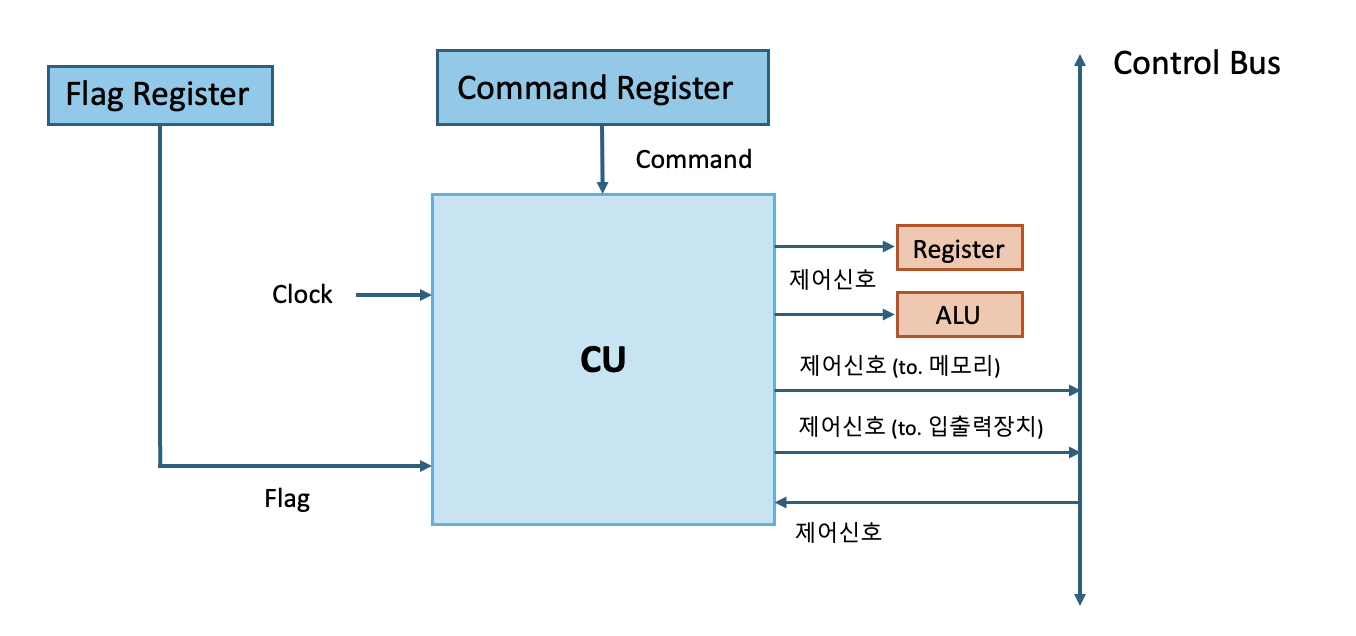 Control Bus
Flag Register
Command Register
Command
Register
제어신호
Clock
ALU
CU
제어신호 (to. 메모리)
제어신호 (to. 입출력장치)
Flag
제어신호